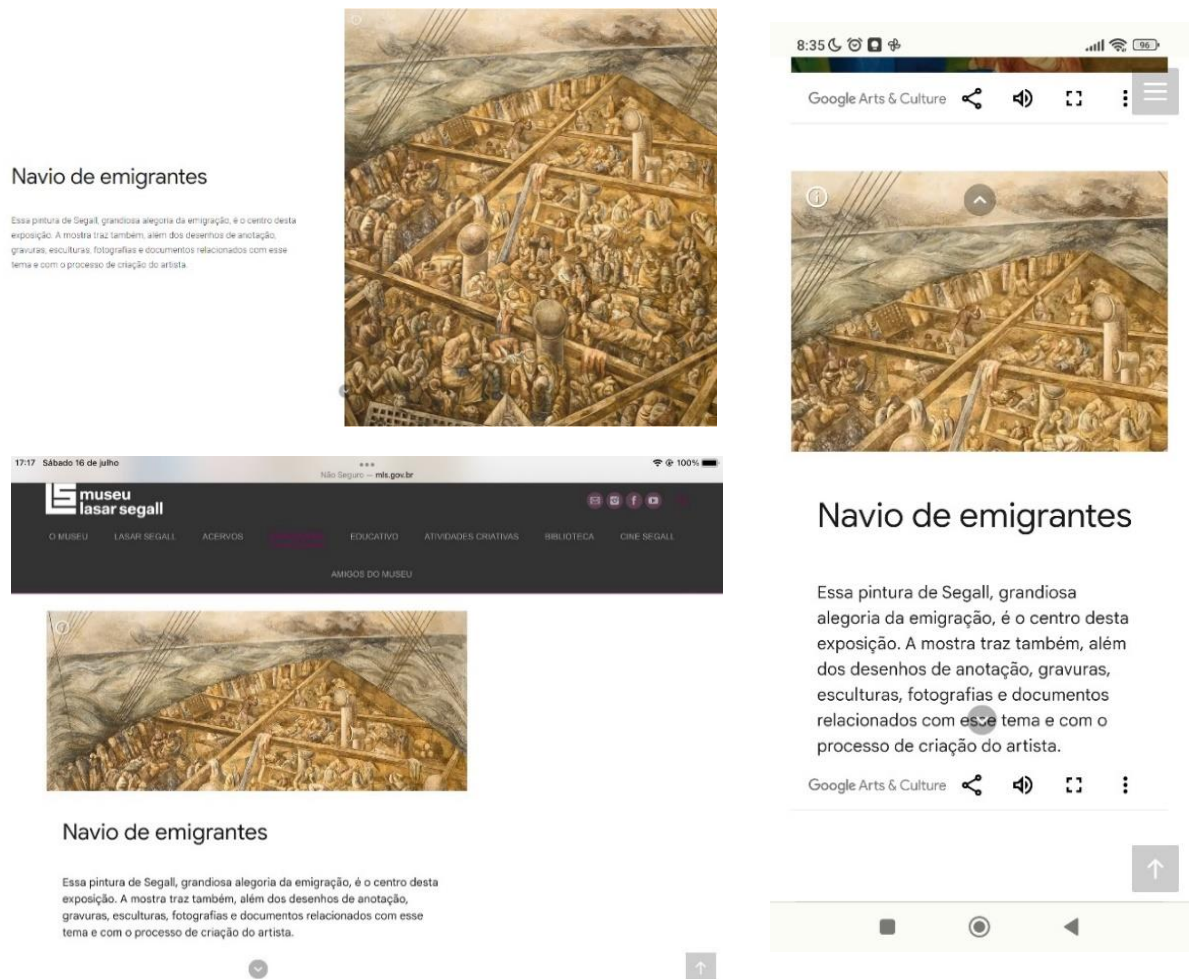 Navio de emigrantes
Essa pintura de Segall, grandiosa alegoria da emigração, é o centro desta
exposição. A mostra traz também, além dos desenhos de anotação,
gravuras, esculturas, fotografias e documentos relacionados com esse
tema e com o processo de criação do artista.
17:17 Sábado 16 de julho
100%
Não Seguro — mls.gov.br
museu
lasar segall
O MUSEU LASAR SEGALL ACERVOS EDUCATIVO ATIVIDADES CRIATIVAS BIBLIOTECA CINE SEGALL
AMIGOS DO MUSEU
Navio de emigrantes
Essa pintura de Segall, grandiosa alegoria da emigração, é o centro desta
exposição. A mostra traz também, além dos desenhos de anotação,
gravuras, esculturas, fotografias e documentos relacionados com esse
tema e com o processo de criação do artista.
8:35
96
Google Arts & Culture
Navio de emigrantes
Essa pintura de Segall, grandiosa
alegoria da emigração, é o centro desta
exposição. A mostra traz também, além
dos desenhos de anotação, gravuras,
esculturas, fotografias e documentos
relacionados com esse tema e com o
processo de criação do artista.
Google Arts & Culture